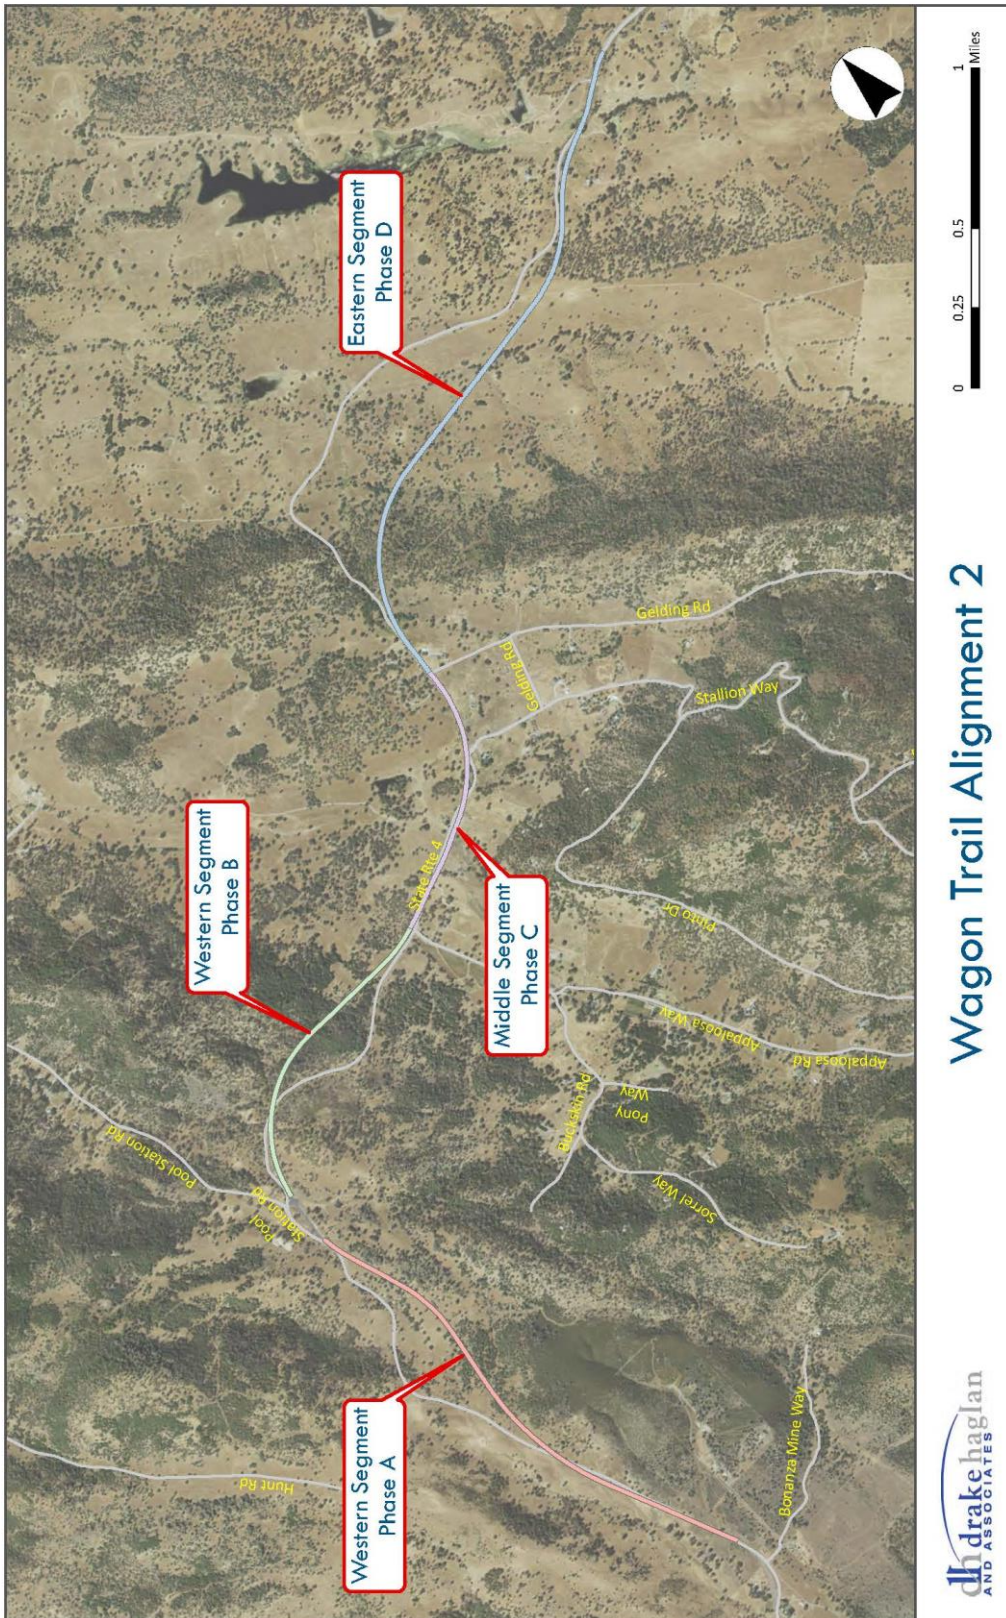 Eastern Segment
Phase D
Western Segment
Phase B
Middle Segment
Phase C
Western Segment
Phase A
State Rte 4
Gelding Rd
Gelding Rd
Stallion Way
Pinto Dr
Appaloosa Way
Appaloosa Rd
Buckskin Rd
Pony
Way
Sorrel Way
Pool Station Rd
Pool
Station Rd
Hunt Rd
Bonanza Mine Way
dh drakehaglan
AND ASSOCIATES
Wagon Trail Alignment 2
0 0.25 0.5 1
Miles